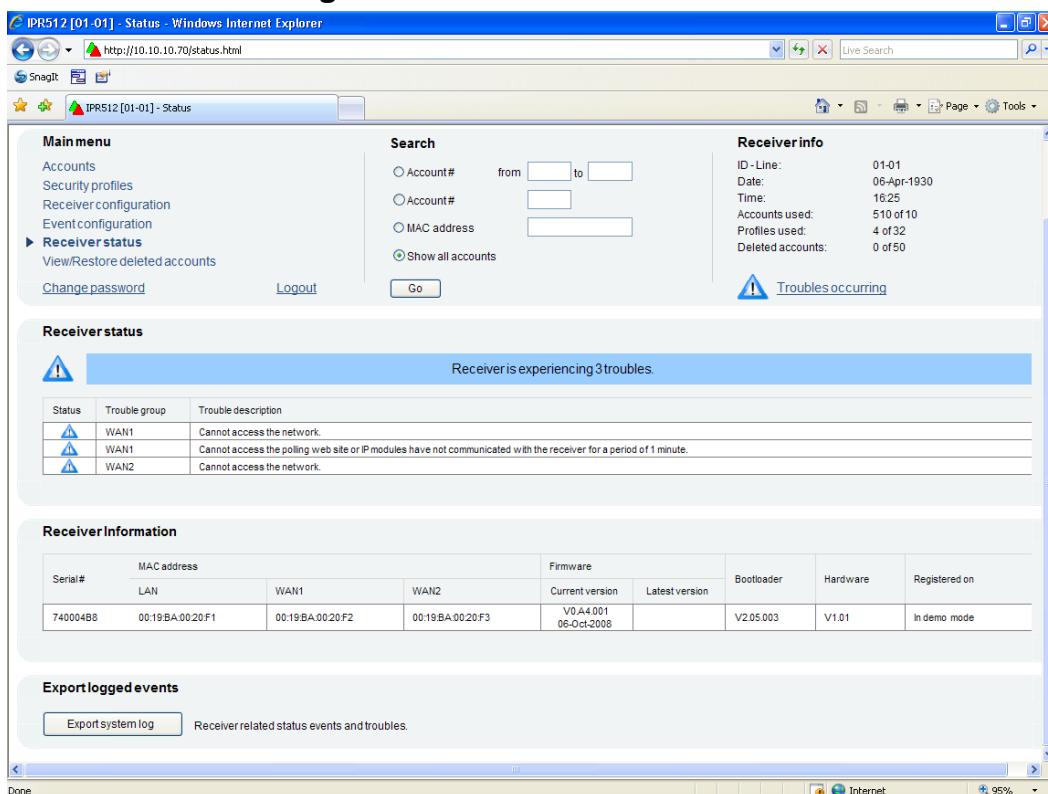 IPR512 [01-01] - Status - Windows Internet Explorer
http://10.10.10.70/status.html
Live Search
SnagIt
IPR512 [01-01] - Status
Page
Tools
Main menu
Accounts
Security profiles
Receiver configuration
Event configuration
Receiver status
View/Restore deleted accounts
Change password
Logout
Search
Account# from to
Account#
MAC address
Show all accounts
Go
Receiver info
ID - Line: 01-01
Date: 06-Apr-1930
Time: 16:25
Accounts used: 510 of 10
Profiles used: 4 of 32
Deleted accounts: 0 of 50
Troubles occurring
Receiver status
Receiver is experiencing 3 troubles.
Status Trouble group Trouble description
WAN1 Cannot access the network.
WAN1 Cannot access the polling web site or IP modules have not communicated with the receiver for a period of 1 minute.
WAN2 Cannot access the network.
Receiver Information
Serial# MAC address Firmware Bootloader Hardware Registered on
LAN WAN1 WAN2 Current version Latest version
740004B8 00:19:BA:00:20:F1 00:19:BA:00:20:F2 00:19:BA:00:20:F3 V0.A4.001 V2.05.003 V1.01 In demo mode
06-Oct-2008
Export logged events
Export system log Receiver related status events and troubles.
Done Internet 95%